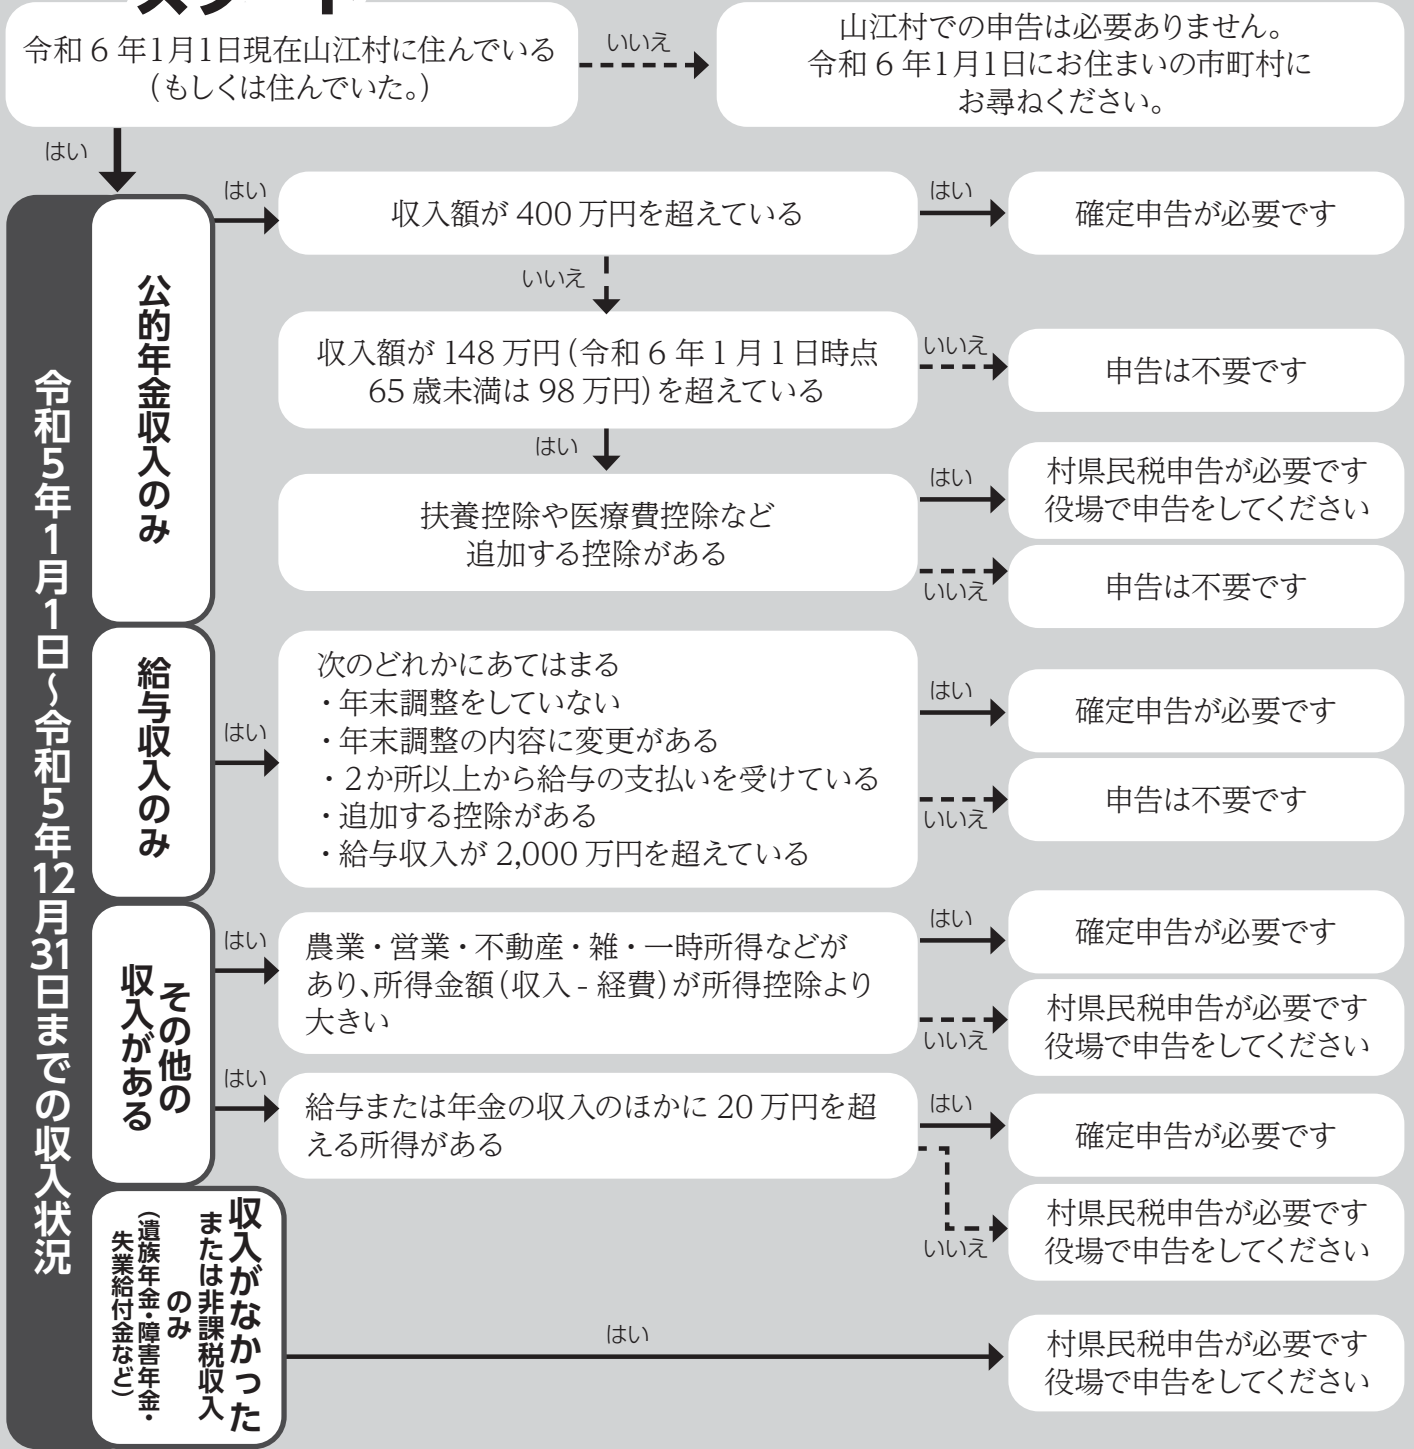 スタート
令和６年1月1日現在山江村に住んでいる
（もしくは住んでいた。）
いいえ
山江村での申告は必要ありません。
令和６年1月1日にお住まいの市町村に
お尋ねください。
はい
令和5年1月1日～令和5年12月31日までの収入状況
公的年金収入のみ
はい
収入額が 400 万円を超えている
はい
確定申告が必要です
いいえ
収入額が 148 万円（令和 6 年 1 月 1 日時点
65 歳未満は 98 万円）を超えている
いいえ
申告は不要です
はい
扶養控除や医療費控除など
追加する控除がある
はい
村県民税申告が必要です
役場で申告をしてください
いいえ
申告は不要です
給与収入のみ
はい
次のどれかにあてはまる
・年末調整をしていない
・年末調整の内容に変更がある
・２か所以上から給与の支払いを受けている
・追加する控除がある
・給与収入が 2,000 万円を超えている
はい
確定申告が必要です
いいえ
申告は不要です
その他の
収入がある
はい
農業・営業・不動産・雑・一時所得などが
あり、所得金額（収入 - 経費）が所得控除より
大きい
はい
確定申告が必要です
いいえ
村県民税申告が必要です
役場で申告をしてください
はい
給与または年金の収入のほかに 20 万円を超
える所得がある
はい
確定申告が必要です
いいえ
村県民税申告が必要です
役場で申告をしてください
収入がなかった
または非課税収入
のみ
（遺族年金・障害年金・
失業給付金など）
はい
村県民税申告が必要です
役場で申告をしてください